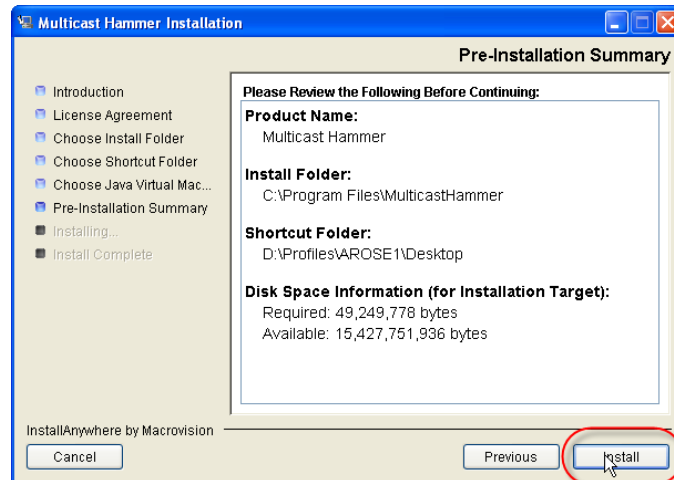 Multicast Hammer Installation
Pre-Installation Summary
Introduction
License Agreement
Choose Install Folder
Choose Shortcut Folder
Choose Java Virtual Mac...
Pre-Installation Summary
Installing...
Install Complete
Please Review the Following Before Continuing:
Product Name:
Multicast Hammer
Install Folder:
C:\Program Files\MulticastHammer
Shortcut Folder:
D:\Profiles\AROSE1\Desktop
Disk Space Information (for Installation Target):
Required: 49,249,778 bytes
Available: 15,427,751,936 bytes
InstallAnywhere by Macrovision
Cancel
Previous
Install